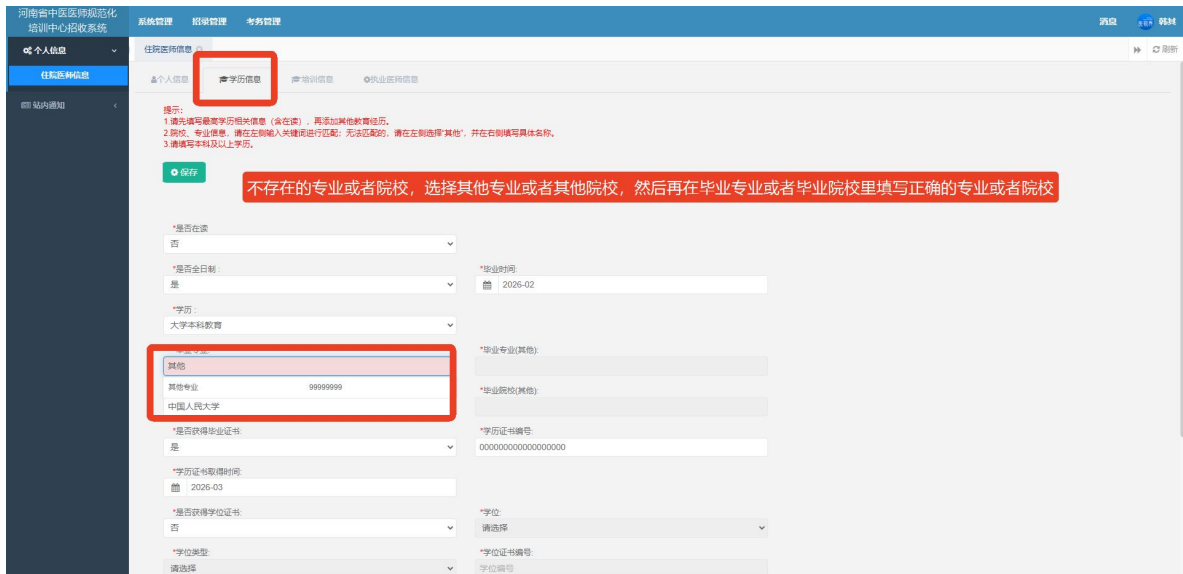 河南省中医医师规范化
培训中心招收系统
系统管理 招录管理 考务管理
消息
个人信息
住院医师信息
站内通知
住院医师信息
刷新
个人信息 学历信息 培训信息 执业医师信息
提示:
1.请先填写最高学历相关信息（含在读）, 再添加其他教育经历。
2.院校、专业信息, 请在左侧输入关键词进行匹配; 无法匹配的, 请在左侧选择"其他", 并在右侧填写具体名称。
3.请填写本科及以上学历。
保存
不存在的专业或者院校，选择其他专业或者其他院校，然后再在毕业专业或者毕业院校里填写正确的专业或者院校
*是否在读
否
*是否全日制 : *毕业时间:
是 2026-02
*学历 :
大学本科教育
*毕业专业: *毕业专业(其他):
其他
其他专业 99999999
*毕业院校(其他):
中国人民大学
*是否获得毕业证书: *学历证书编号:
是 000000000000000000
*学历证书取得时间:
2026-03
*是否获得学位证书: *学位:
否 请选择
*学位类型: *学位证书编号:
请选择 学位编号